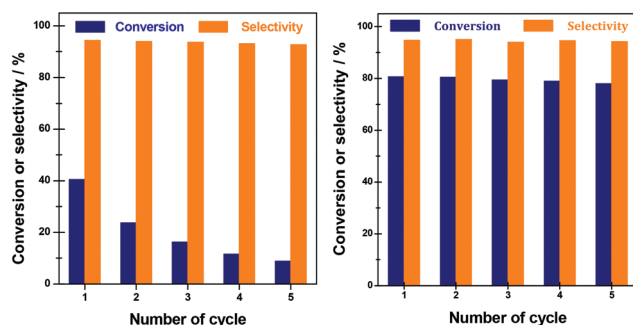 Conversion or selectivity / %
100
80
60
40
20
0
Conversion Selectivity
1 2 3 4 5
Number of cycle
Conversion or selectivity / %
100
80
60
40
20
0
Conversion Selectivity
1 2 3 4 5
Number of cycle